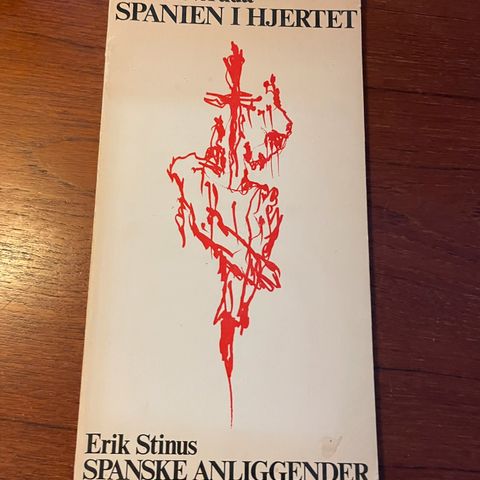 SPANIEN I HJERTET
Erik Stinus
SPANSKE ANLIGGENDER